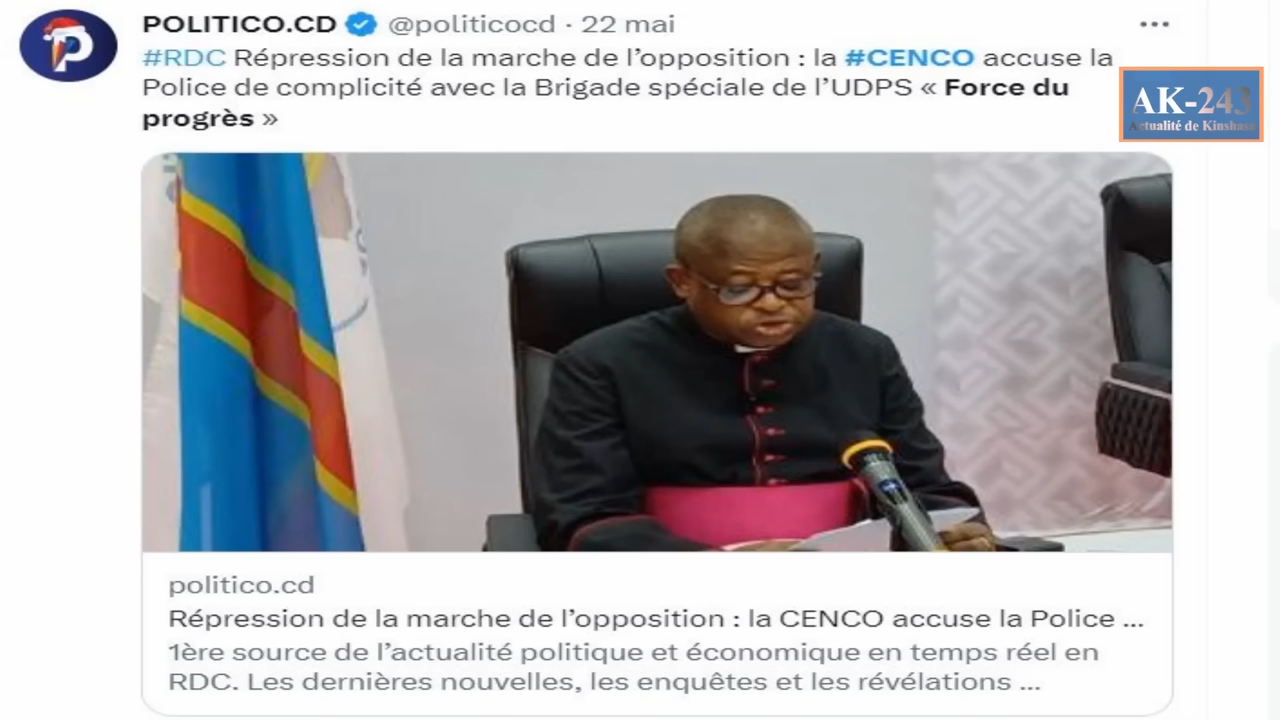 POLITICO.CD @politicocd · 22 mai
#RDC Répression de la marche de l’opposition : la #CENCO accuse la
Police de complicité avec la Brigade spéciale de l’UDPS « Force du
progrès »
AK-243
Actualité de Kinshasa
politico.cd
Répression de la marche de l’opposition : la CENCO accuse la Police ...
1ère source de l’actualité politique et économique en temps réel en
RDC. Les dernières nouvelles, les enquêtes et les révélations ...